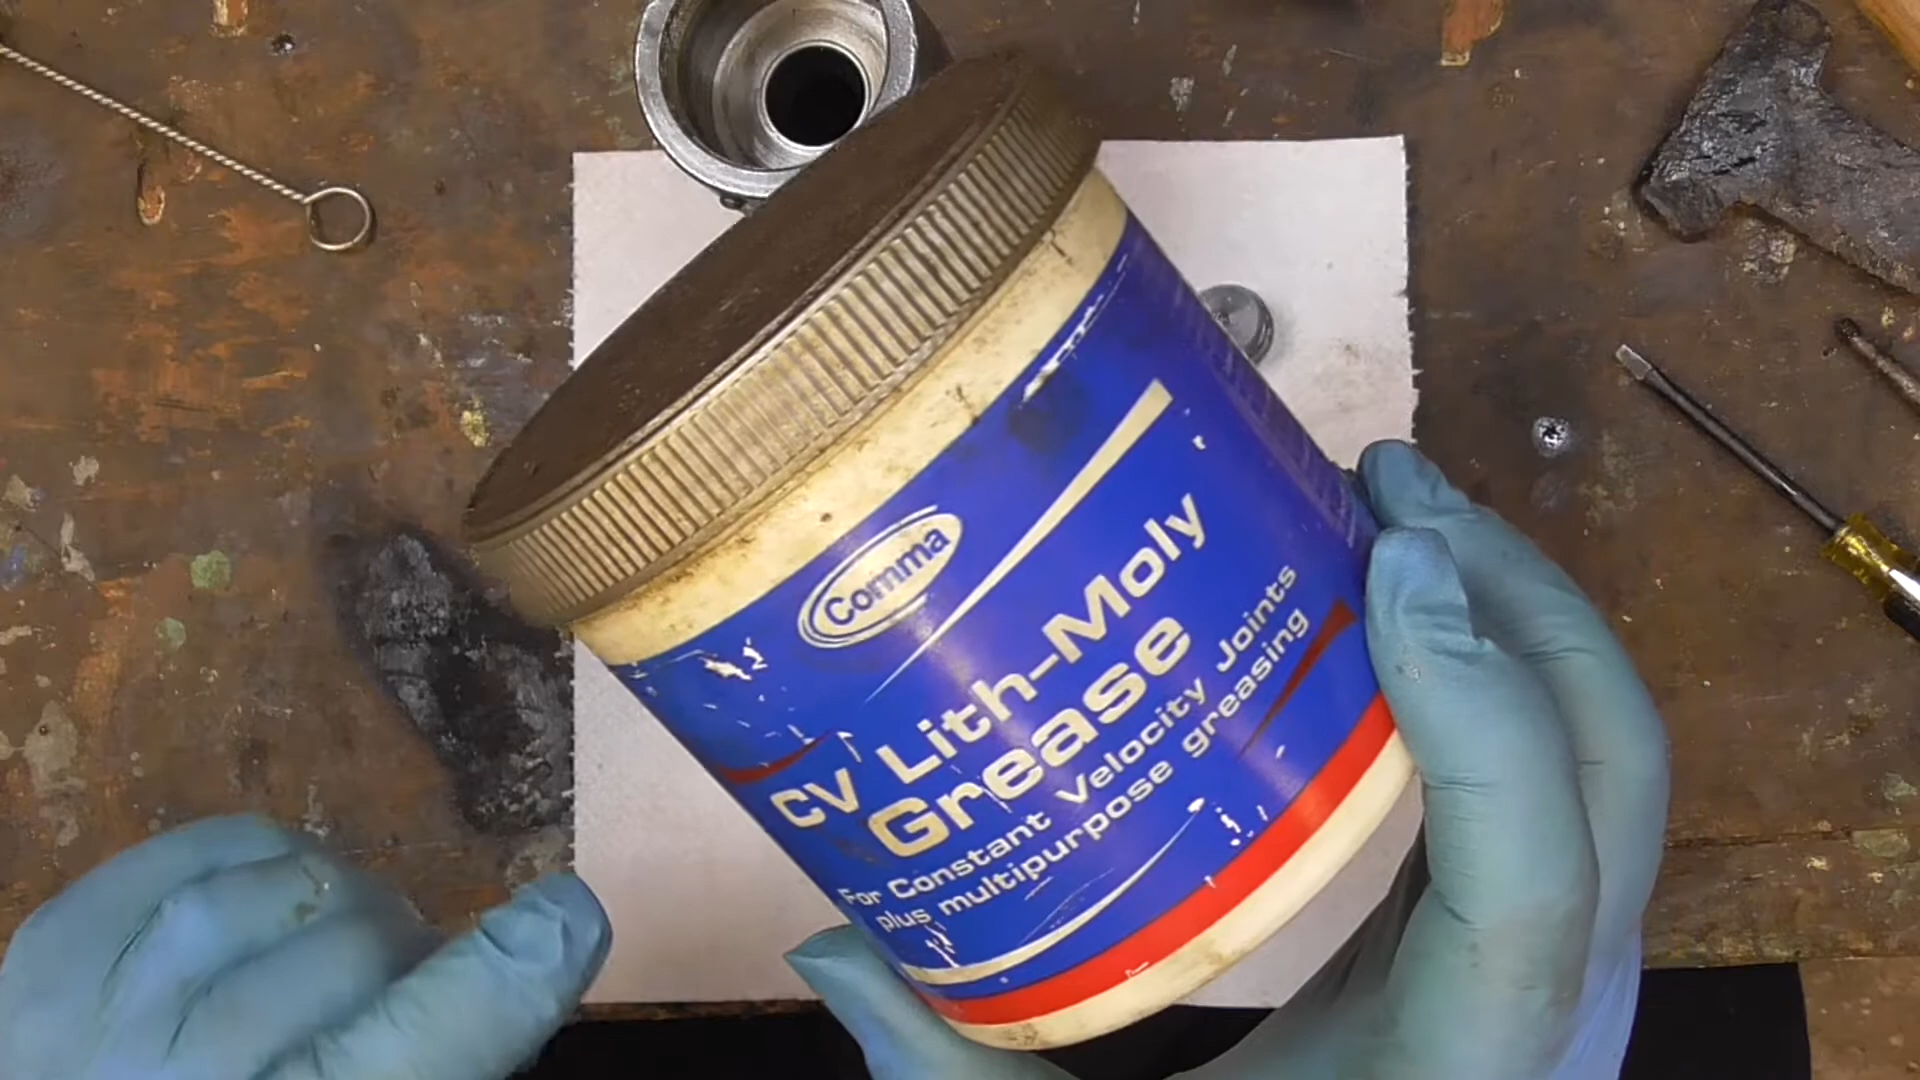 Comma
CV Lith-Moly
Grease
For Constant Velocity Joints
plus multipurpose greasing